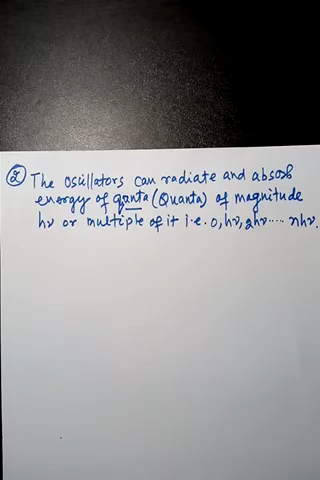 ② The oscillators can radiate and absorb
energy of qanta (Quanta) of magnitude
hν or multiple of it i.e. 0, hν, 2hν..... nhν.